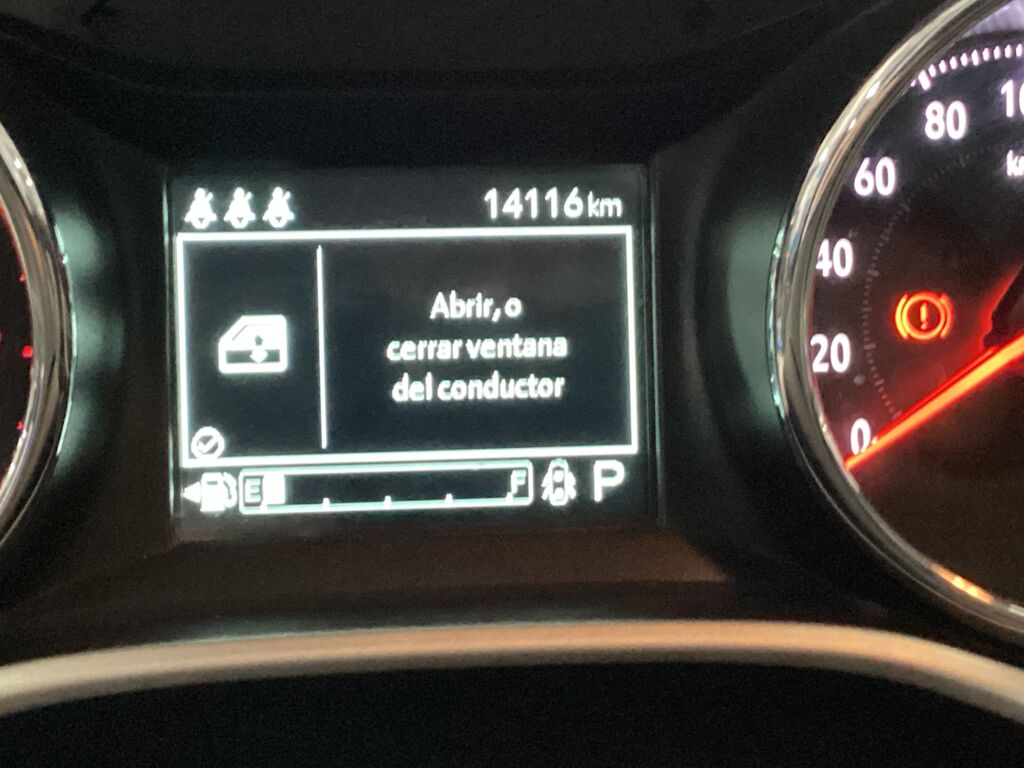 14116 km
Abrir, o
cerrar ventana
del conductor
E F P
80
60
40
20
0